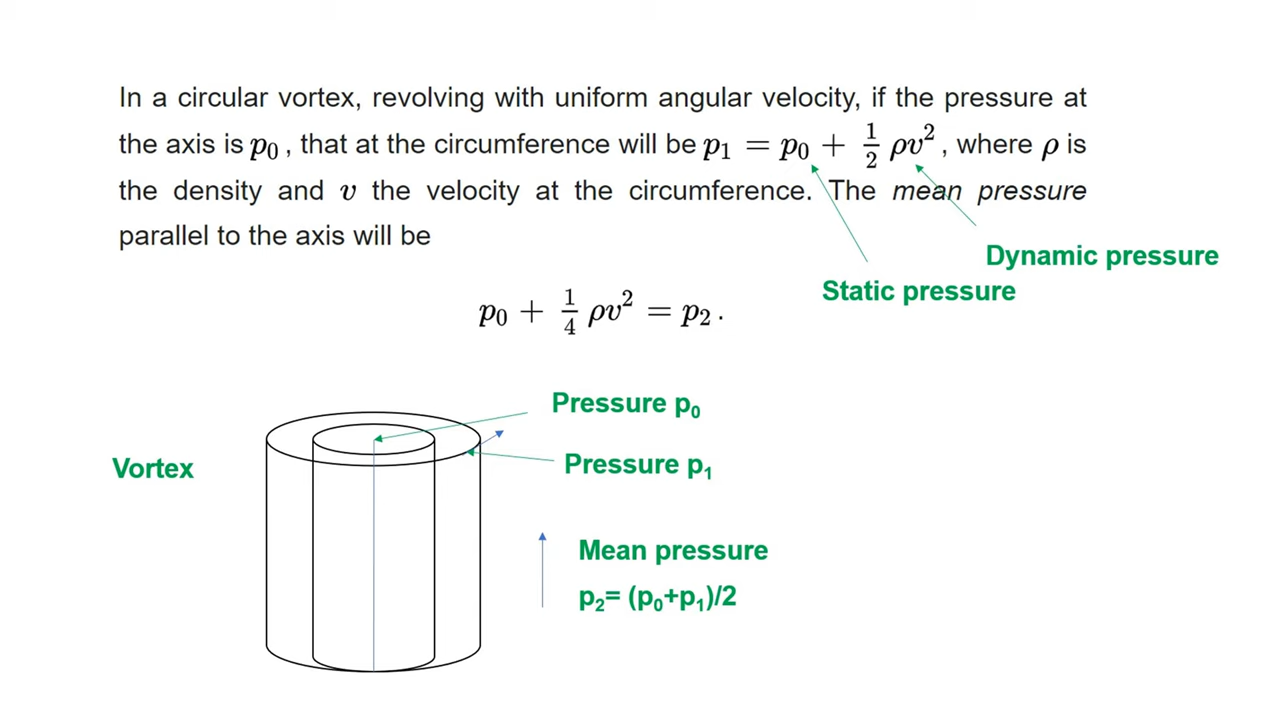 In a circular vortex, revolving with uniform angular velocity, if the pressure at
the axis is p₀ , that at the circumference will be p₁ = p₀ + ½ ρv² , where ρ is
the density and v the velocity at the circumference. The mean pressure
parallel to the axis will be
Dynamic pressure
Static pressure
p₀ + ¼ ρv² = p₂ .
Pressure p₀
Vortex
Pressure p₁
Mean pressure
p₂= (p₀+p₁)/2